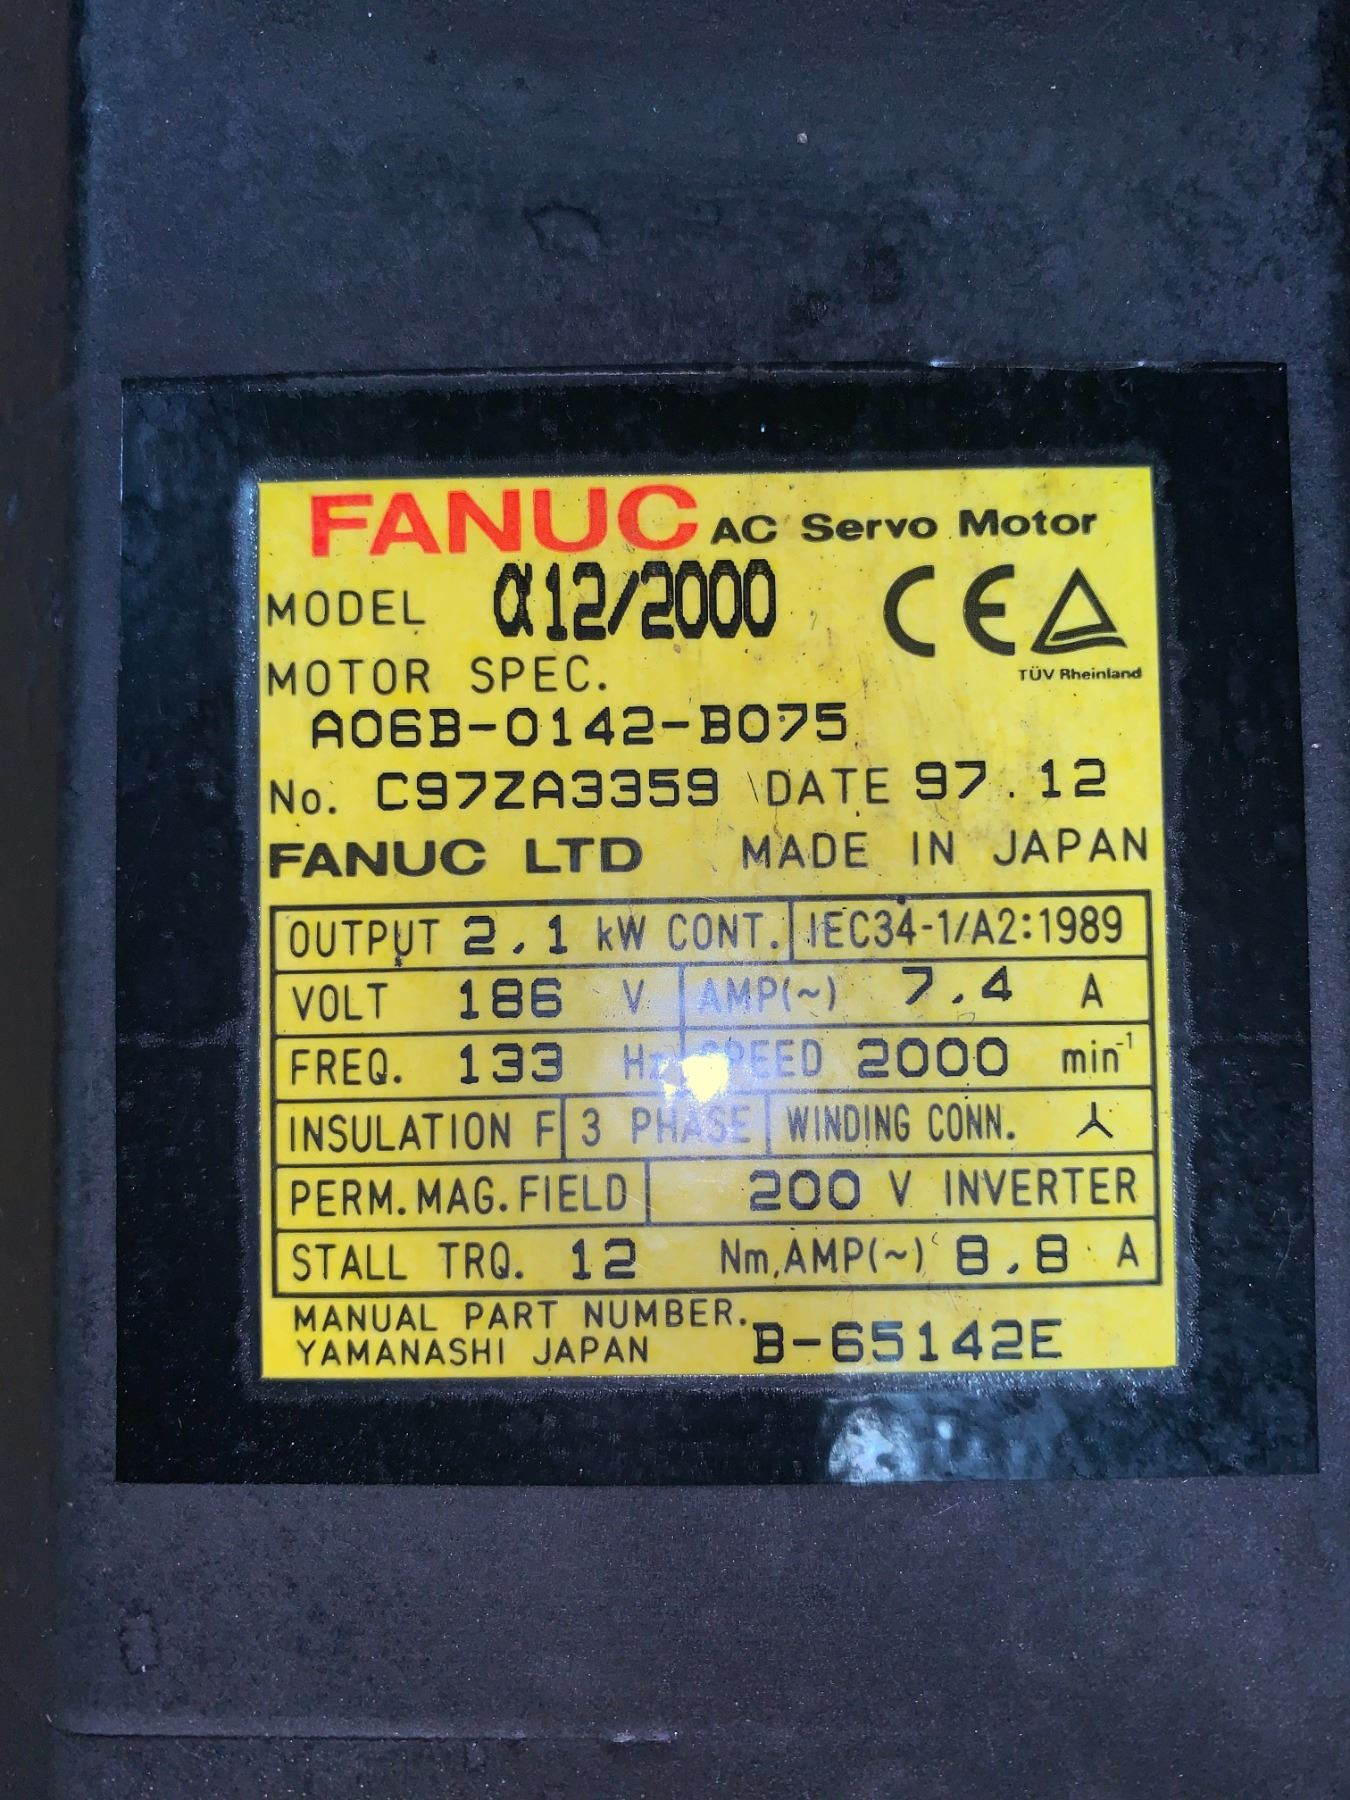 FANUC AC Servo Motor
MODEL α12/2000 CE
TÜV Rheinland
MOTOR SPEC.
A06B-0142-B075
No. C97ZA3359 DATE 97.12
FANUC LTD MADE IN JAPAN
OUTPUT 2.1 kW CONT. IEC34-1/A2:1989
VOLT 186 V AMP(~) 7.4 A
FREQ. 133 Hz SPEED 2000 min⁻¹
INSULATION F 3 PHASE WINDING CONN.
PERM. MAG. FIELD 200 V INVERTER
STALL TRQ. 12 Nm, AMP(~) 8.8 A
MANUAL PART NUMBER.
YAMANASHI JAPAN B-65142E